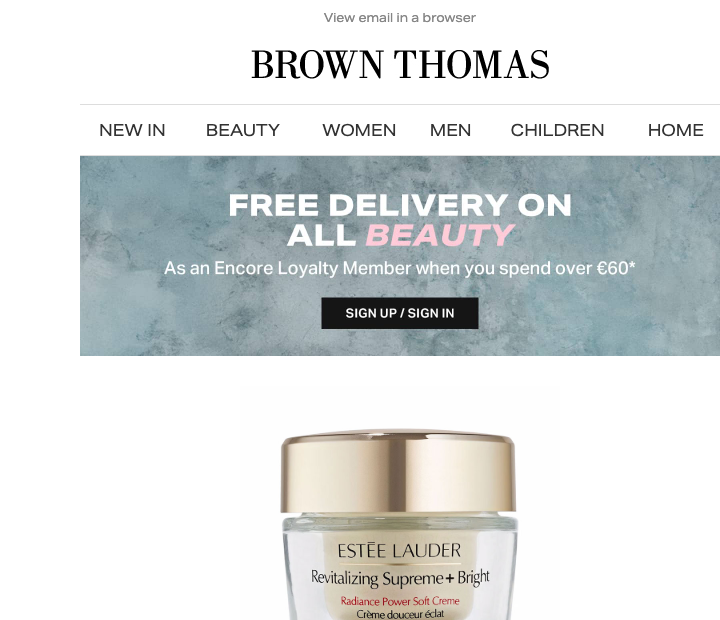 View email in a browser
BROWN THOMAS
NEW IN BEAUTY WOMEN MEN CHILDREN HOME
FREE DELIVERY ON
ALL BEAUTY
As an Encore Loyalty Member when you spend over €60*
SIGN UP / SIGN IN
ESTĒE LAUDER
Revitalizing Supreme+ Bright
Radiance Power Soft Creme
Crème douceur éclat